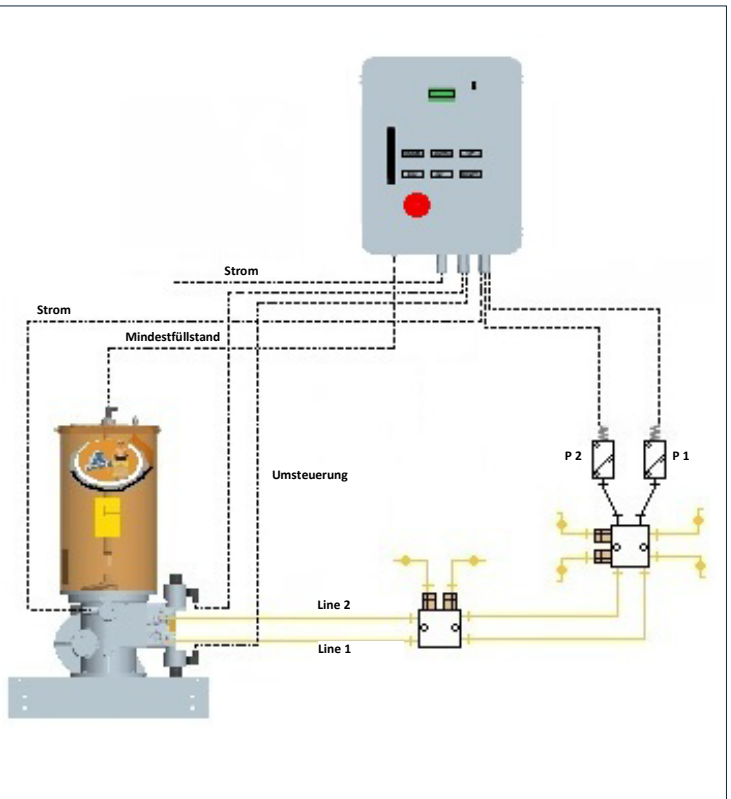 Strom
Strom
Mindestfüllstand
P 2
P 1
Umsteuerung
Line 2
Line 1